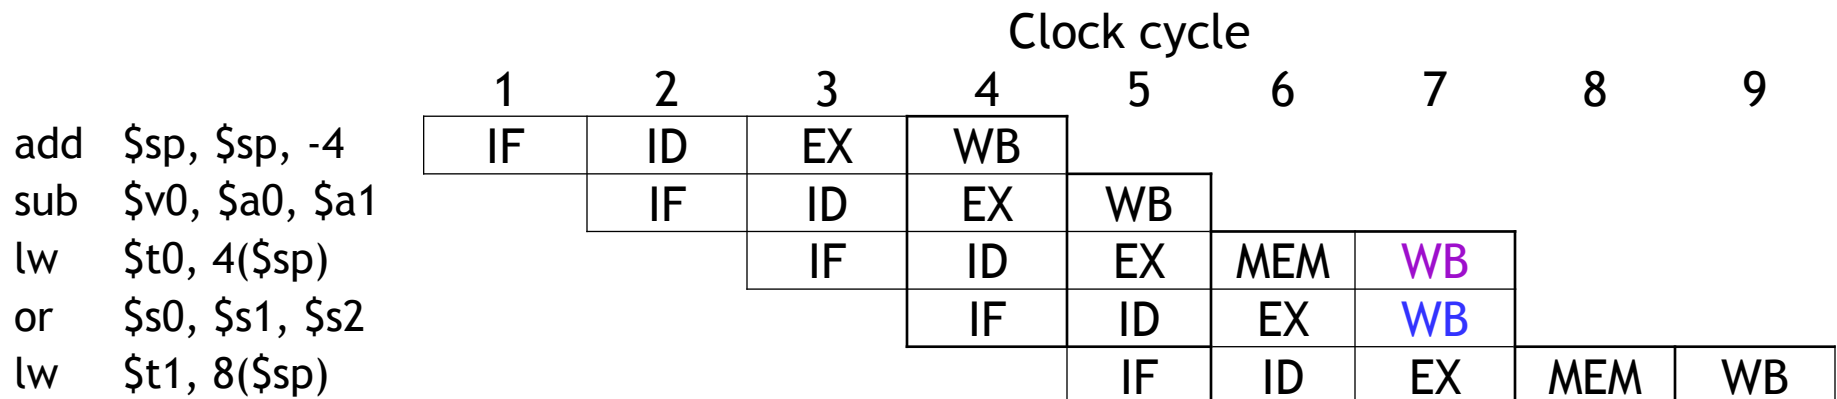 Clock cycle
1 2 3 4 5 6 7 8 9
add $sp, $sp, -4 IF ID EX WB
sub $v0, $a0, $a1 IF ID EX WB
lw $t0, 4($sp) IF ID EX MEM WB
or $s0, $s1, $s2 IF ID EX WB
lw $t1, 8($sp) IF ID EX MEM WB